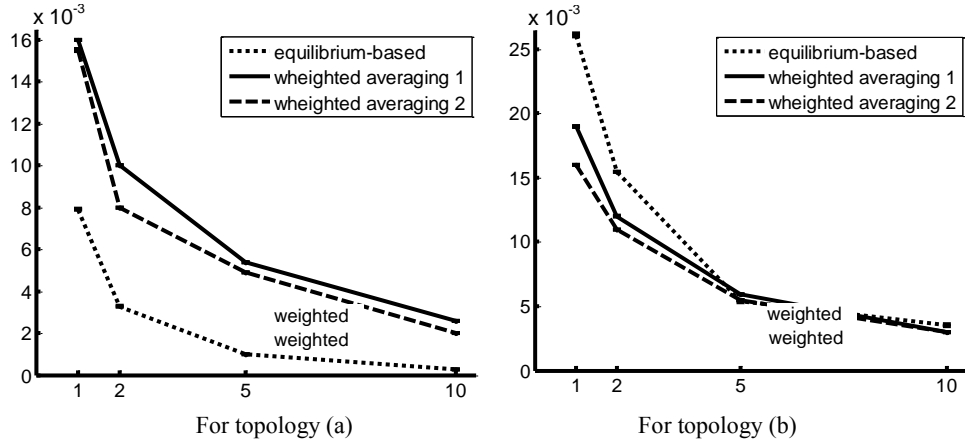 x 10⁻³
16
14
12
10
8
6
4
2
0
1 2 5 10
equilibrium-based
wheighted averaging 1
wheighted averaging 2
weighted
weighted
For topology (a)
x 10⁻³
25
20
15
10
5
0
1 2 5 10
equilibrium-based
wheighted averaging 1
wheighted averaging 2
weighted
weighted
For topology (b)